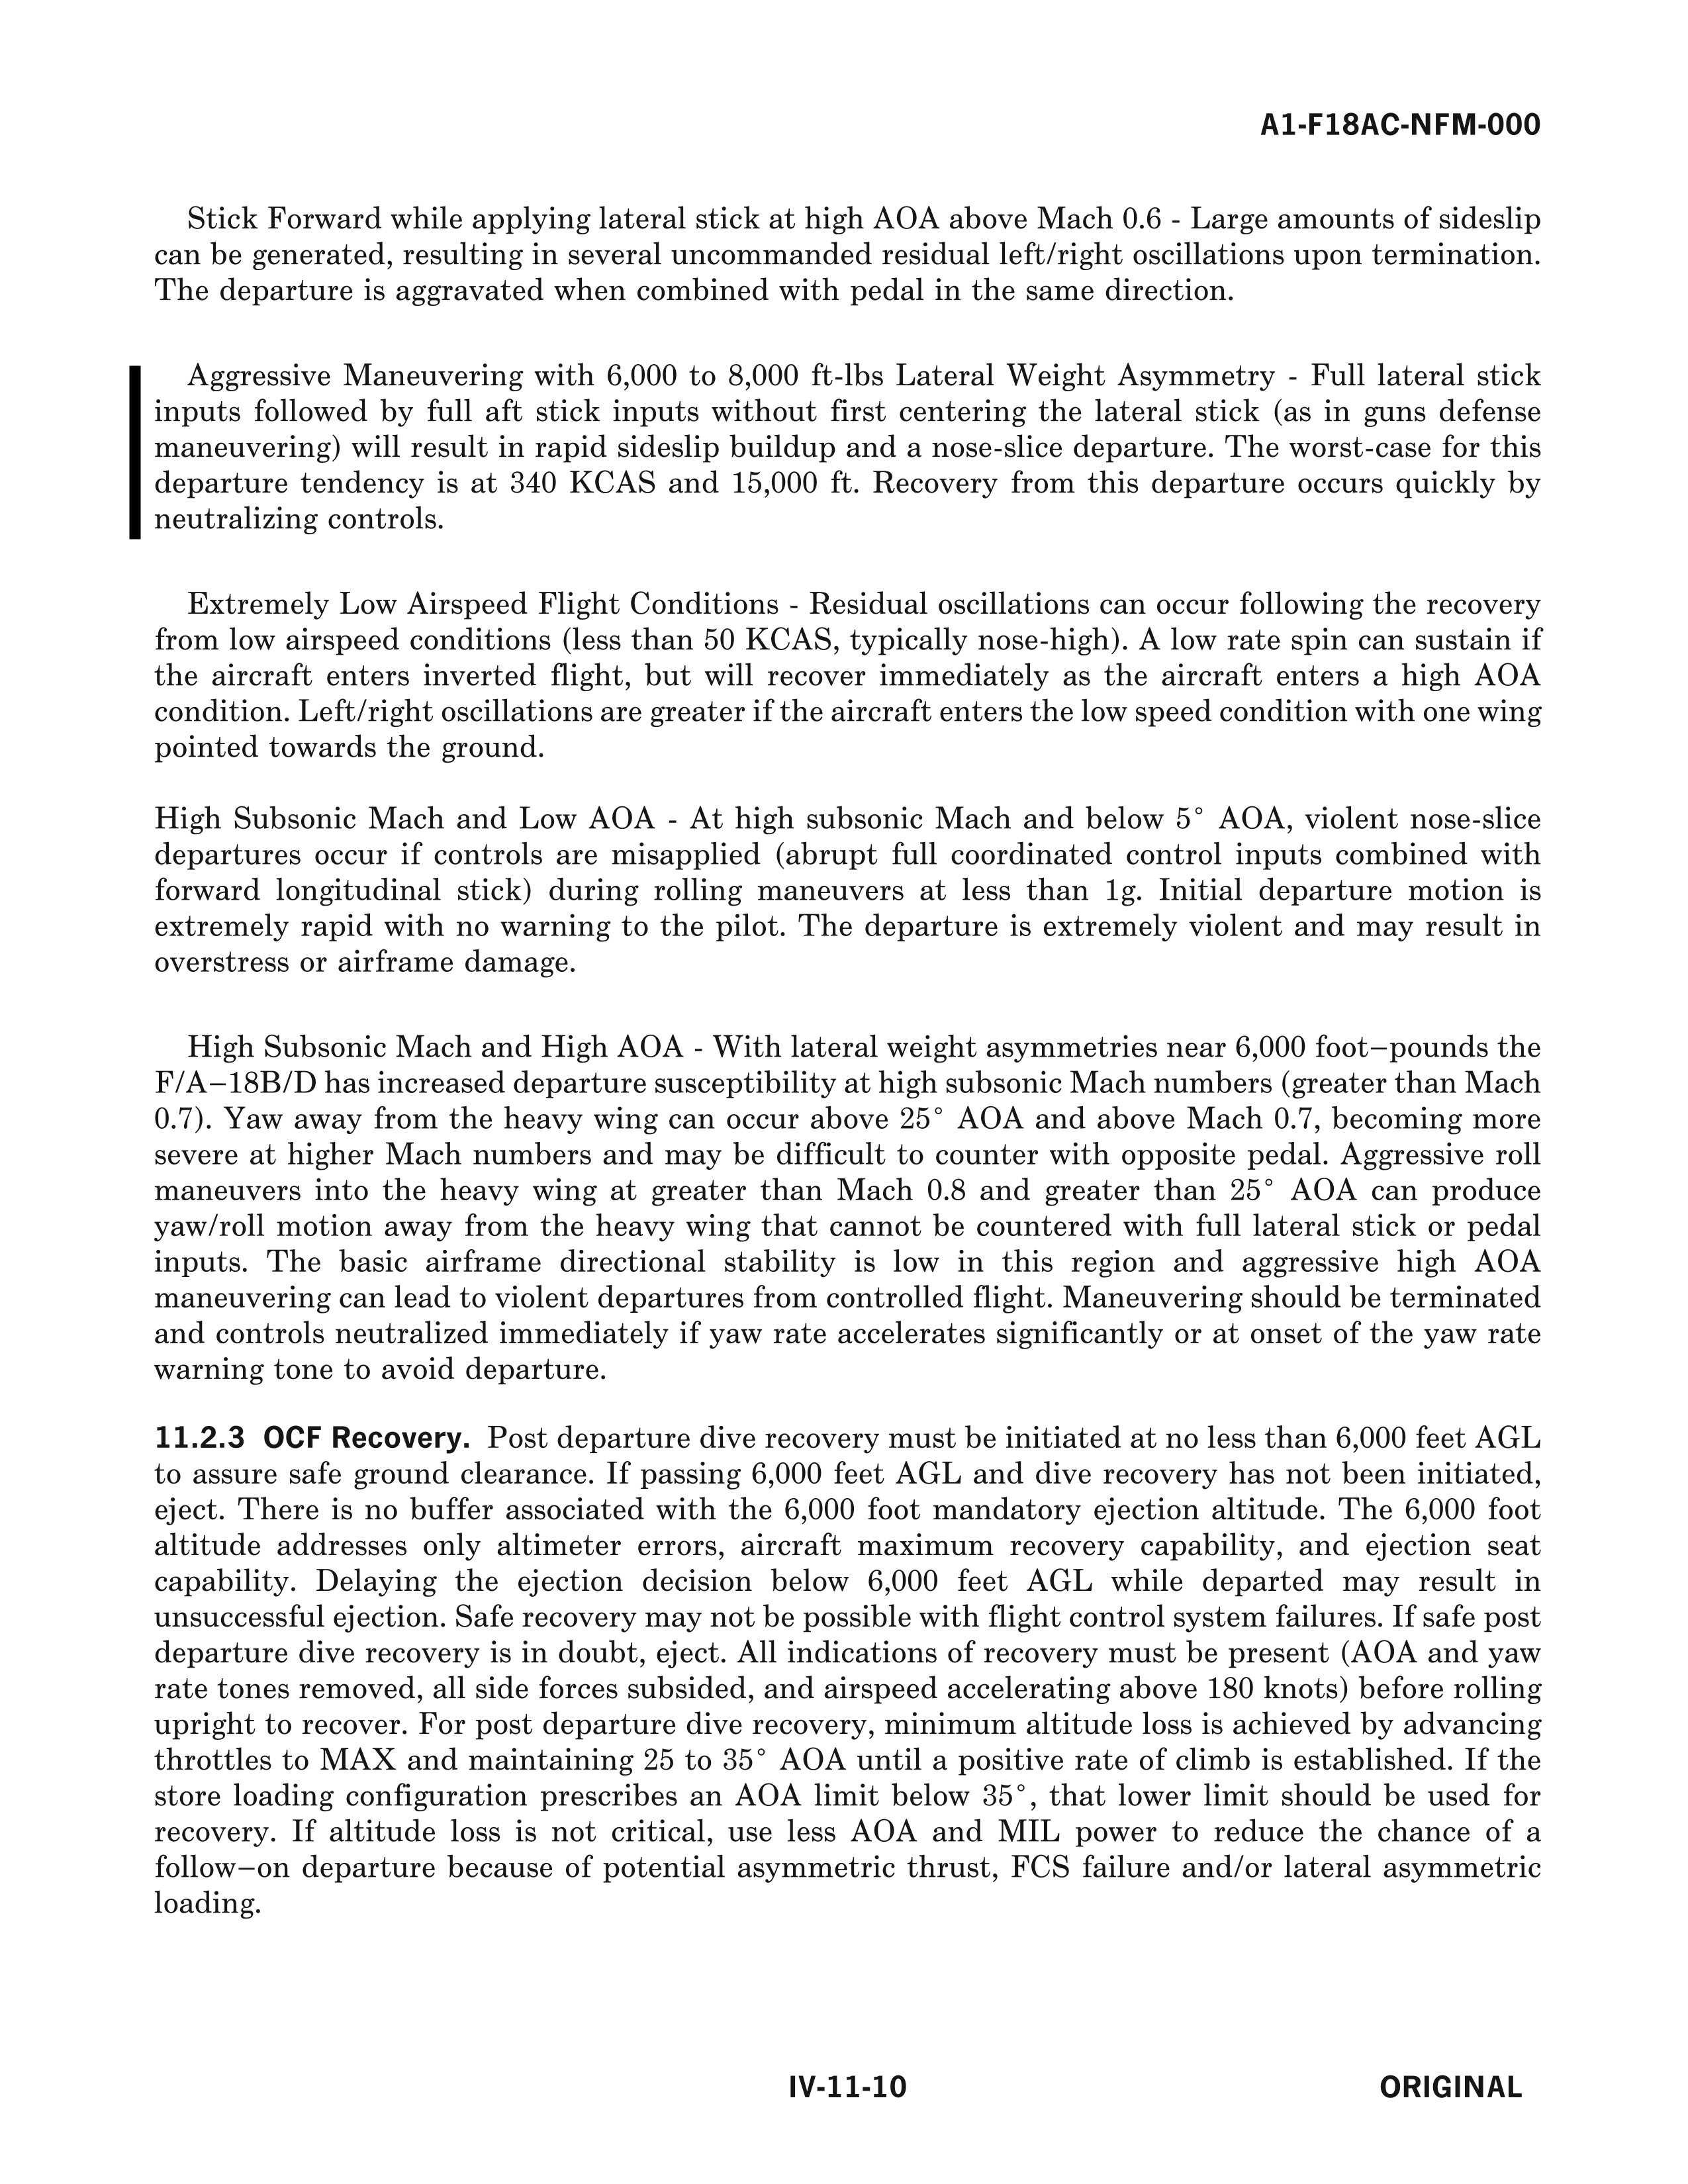 A1-F18AC-NFM-000
Stick Forward while applying lateral stick at high AOA above Mach 0.6 - Large amounts of sideslip
can be generated, resulting in several uncommanded residual left/right oscillations upon termination.
The departure is aggravated when combined with pedal in the same direction.
Aggressive Maneuvering with 6,000 to 8,000 ft-lbs Lateral Weight Asymmetry - Full lateral stick
inputs followed by full aft stick inputs without first centering the lateral stick (as in guns defense
maneuvering) will result in rapid sideslip buildup and a nose-slice departure. The worst-case for this
departure tendency is at 340 KCAS and 15,000 ft. Recovery from this departure occurs quickly by
neutralizing controls.
Extremely Low Airspeed Flight Conditions - Residual oscillations can occur following the recovery
from low airspeed conditions (less than 50 KCAS, typically nose-high). A low rate spin can sustain if
the aircraft enters inverted flight, but will recover immediately as the aircraft enters a high AOA
condition. Left/right oscillations are greater if the aircraft enters the low speed condition with one wing
pointed towards the ground.
High Subsonic Mach and Low AOA - At high subsonic Mach and below 5° AOA, violent nose-slice
departures occur if controls are misapplied (abrupt full coordinated control inputs combined with
forward longitudinal stick) during rolling maneuvers at less than 1g. Initial departure motion is
extremely rapid with no warning to the pilot. The departure is extremely violent and may result in
overstress or airframe damage.
High Subsonic Mach and High AOA - With lateral weight asymmetries near 6,000 foot–pounds the
F/A–18B/D has increased departure susceptibility at high subsonic Mach numbers (greater than Mach
0.7). Yaw away from the heavy wing can occur above 25° AOA and above Mach 0.7, becoming more
severe at higher Mach numbers and may be difficult to counter with opposite pedal. Aggressive roll
maneuvers into the heavy wing at greater than Mach 0.8 and greater than 25° AOA can produce
yaw/roll motion away from the heavy wing that cannot be countered with full lateral stick or pedal
inputs. The basic airframe directional stability is low in this region and aggressive high AOA
maneuvering can lead to violent departures from controlled flight. Maneuvering should be terminated
and controls neutralized immediately if yaw rate accelerates significantly or at onset of the yaw rate
warning tone to avoid departure.
11.2.3 OCF Recovery. Post departure dive recovery must be initiated at no less than 6,000 feet AGL
to assure safe ground clearance. If passing 6,000 feet AGL and dive recovery has not been initiated,
eject. There is no buffer associated with the 6,000 foot mandatory ejection altitude. The 6,000 foot
altitude addresses only altimeter errors, aircraft maximum recovery capability, and ejection seat
capability. Delaying the ejection decision below 6,000 feet AGL while departed may result in
unsuccessful ejection. Safe recovery may not be possible with flight control system failures. If safe post
departure dive recovery is in doubt, eject. All indications of recovery must be present (AOA and yaw
rate tones removed, all side forces subsided, and airspeed accelerating above 180 knots) before rolling
upright to recover. For post departure dive recovery, minimum altitude loss is achieved by advancing
throttles to MAX and maintaining 25 to 35° AOA until a positive rate of climb is established. If the
store loading configuration prescribes an AOA limit below 35°, that lower limit should be used for
recovery. If altitude loss is not critical, use less AOA and MIL power to reduce the chance of a
follow–on departure because of potential asymmetric thrust, FCS failure and/or lateral asymmetric
loading.
IV-11-10
ORIGINAL